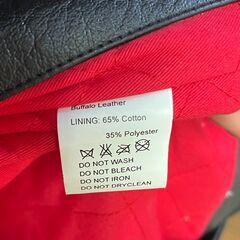 Buffalo Leather
LINING: 65% Cotton
35% Polyester
DO NOT WASH
DO NOT BLEACH
DO NOT IRON
DO NOT DRYCLEAN